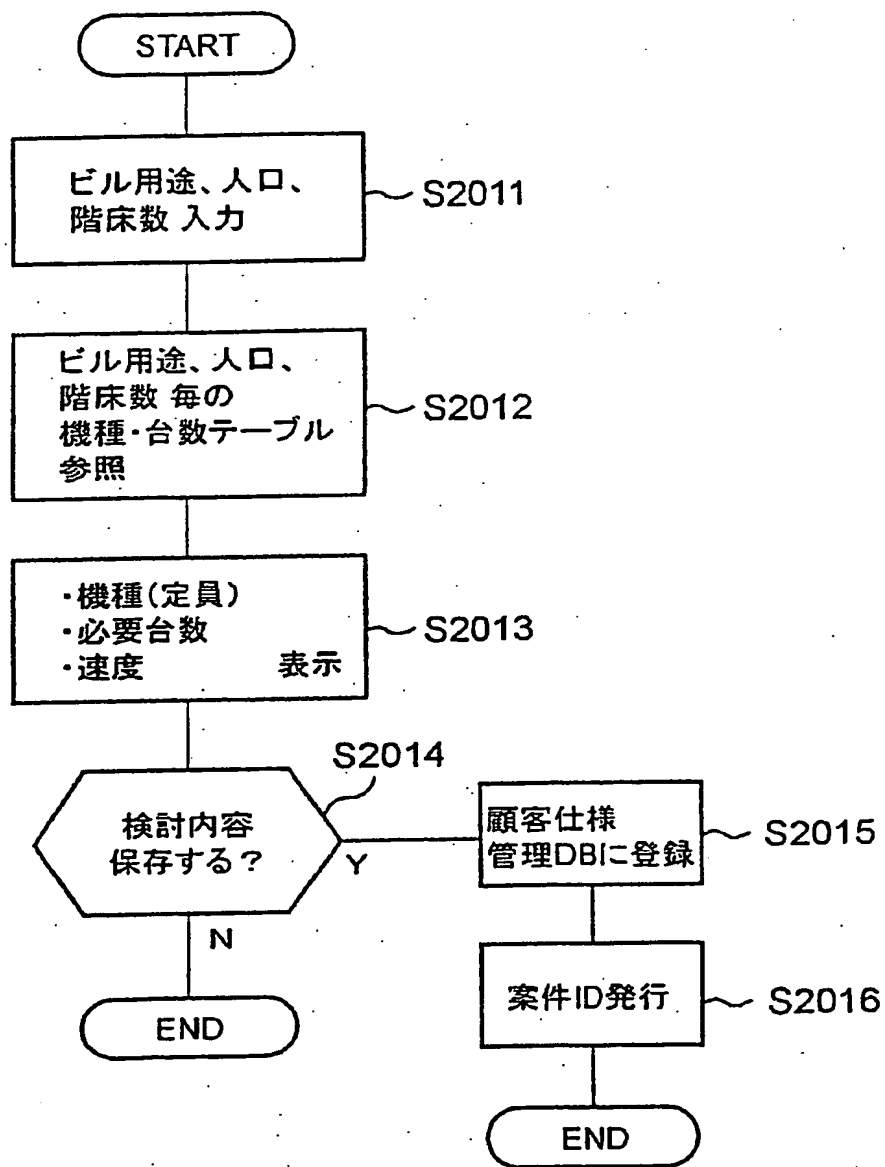 START
ビル用途、人口、
階床数 入力
S2011
ビル用途、人口、
階床数 毎の
機種・台数テーブル
参照
S2012
・機種(定員)
・必要台数
・速度 表示
S2013
検討内容
保存する?
S2014
Y
N
END
顧客仕様
管理DBに登録
S2015
案件ID発行
S2016
END